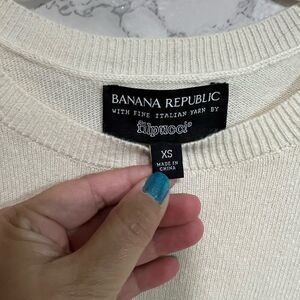 BANANA REPUBLIC
WITH FINE ITALIAN YARN BY
filpucci®
XS
MADE IN
CHINA